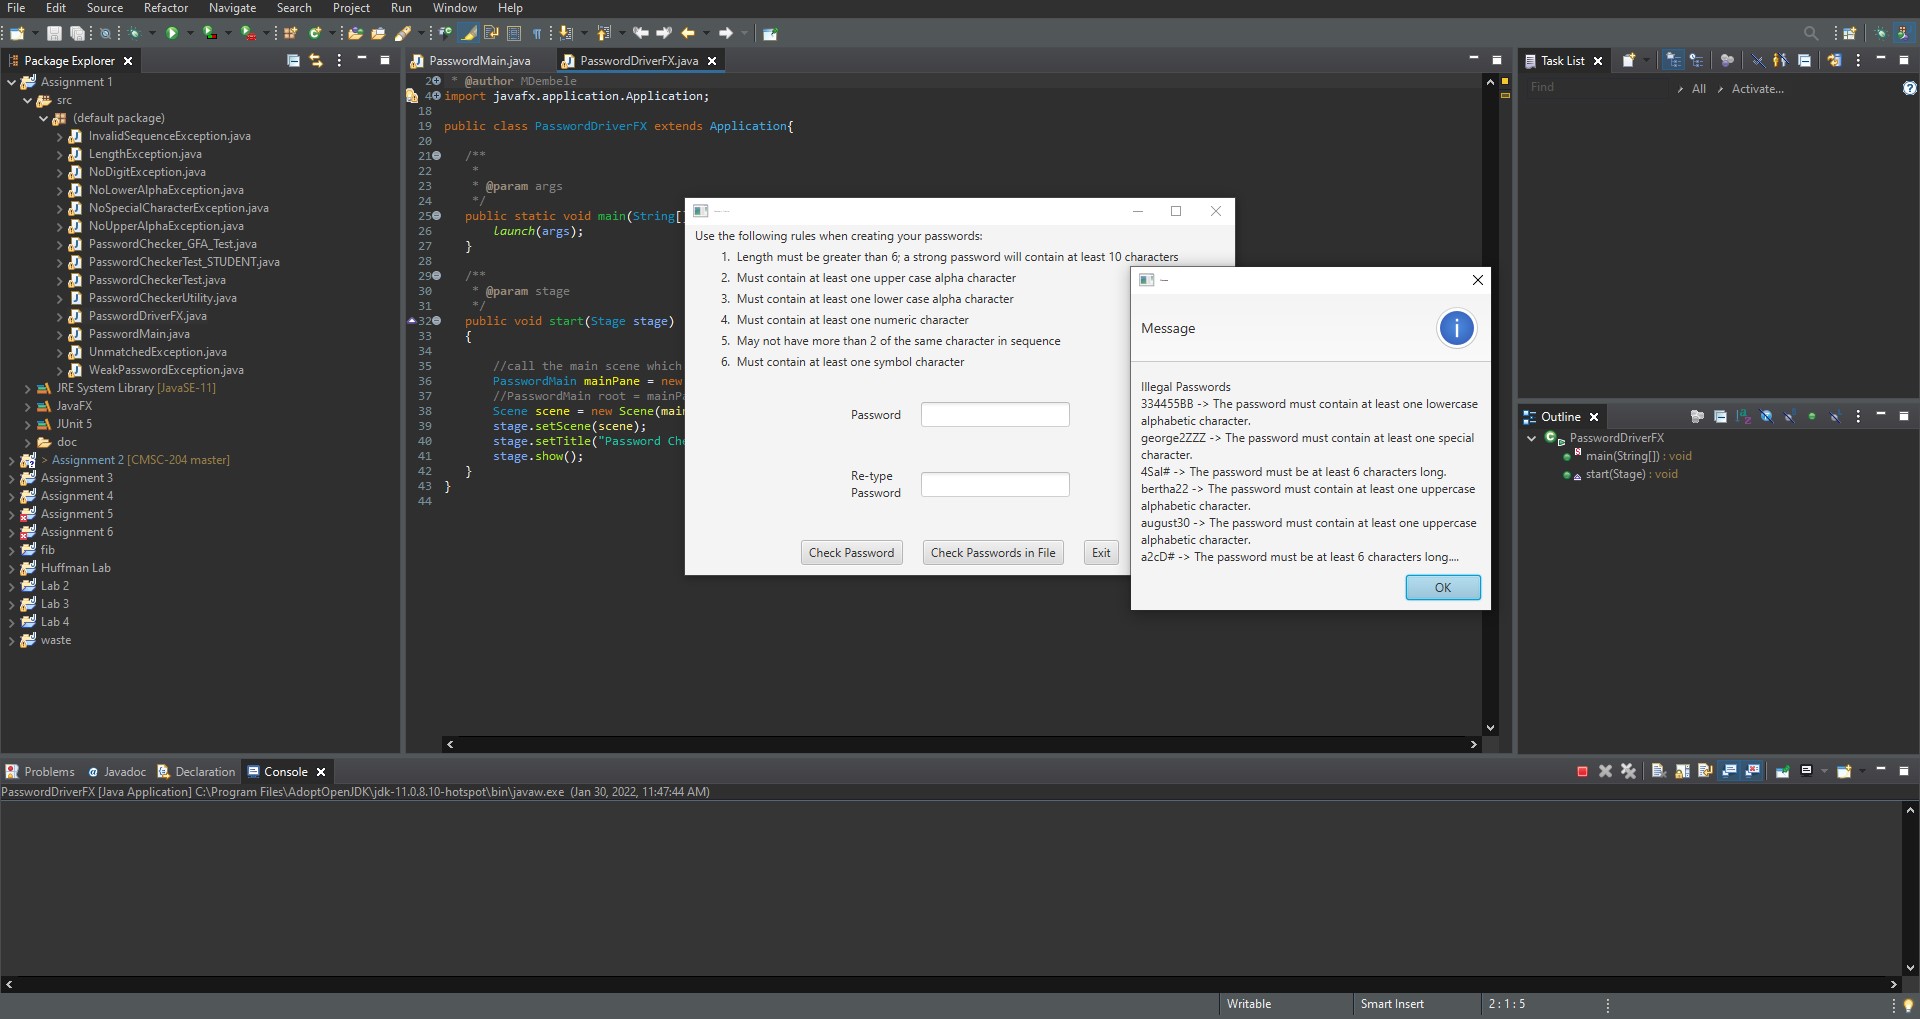 File Edit Source Refactor Navigate Search Project Run Window Help
Package Explorer
Assignment 1
src
(default package)
InvalidSequenceException.java
LengthException.java
NoDigitException.java
NoLowerAlphaException.java
NoSpecialCharacterException.java
NoUpperAlphaException.java
PasswordChecker_GFA_Test.java
PasswordCheckerTest_STUDENT.java
PasswordCheckerTest.java
PasswordCheckerUtility.java
PasswordDriverFX.java
PasswordMain.java
UnmatchedException.java
WeakPasswordException.java
JRE System Library [JavaSE-11]
JavaFX
JUnit 5
doc
> Assignment 2 [CMSC-204 master]
Assignment 3
Assignment 4
Assignment 5
Assignment 6
fib
Huffman Lab
Lab 2
Lab 3
Lab 4
waste
PasswordMain.java PasswordDriverFX.java
2 * @author MDembele
4 import javafx.application.Application;
18
19 public class PasswordDriverFX extends Application{
20
21 /**
22 *
23 * @param args
24 */
25 public static void main(String[
26 launch(args);
27 }
28
29 /**
30 * @param stage
31 */
32 public void start(Stage stage)
33 {
34
35 //call the main scene which
36 PasswordMain mainPane = new
37 //PasswordMain root = mainP
38 Scene scene = new Scene(mai
39 stage.setScene(scene);
40 stage.setTitle("Password Ch
41 stage.show();
42 }
43 }
44
Use the following rules when creating your passwords:
1. Length must be greater than 6; a strong password will contain at least 10 characters
2. Must contain at least one upper case alpha character
3. Must contain at least one lower case alpha character
4. Must contain at least one numeric character
5. May not have more than 2 of the same character in sequence
6. Must contain at least one symbol character
Password
Re-type
Password
Check Password Check Passwords in File Exit
Message
Illegal Passwords
334455BB -> The password must contain at least one lowercase
alphabetic character.
george2ZZZ -> The password must contain at least one special
character.
4Sal# -> The password must be at least 6 characters long.
bertha22 -> The password must contain at least one uppercase
alphabetic character.
august30 -> The password must contain at least one uppercase
alphabetic character.
a2cD# -> The password must be at least 6 characters long....
OK
Task List
Find All Activate...
Outline
PasswordDriverFX
main(String[]) : void
start(Stage) : void
Problems Javadoc Declaration Console
PasswordDriverFX [Java Application] C:\Program Files\AdoptOpenJDK\jdk-11.0.8.10-hotspot\bin\javaw.exe (Jan 30, 2022, 11:47:44 AM)
Writable Smart Insert 2 : 1 : 5